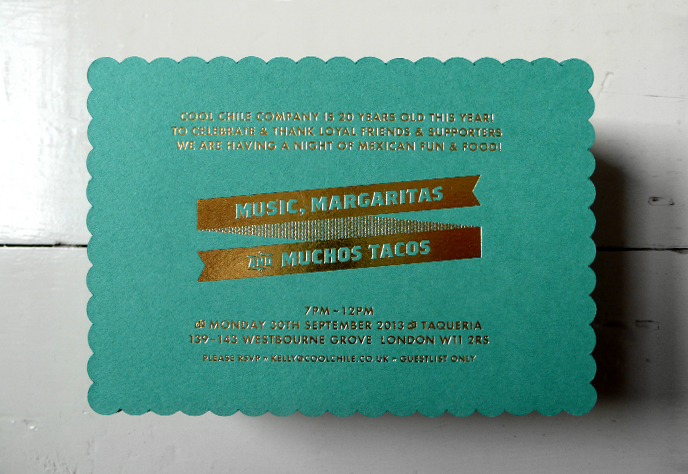 COOL CHILE COMPANY IS 20 YEARS OLD THIS YEAR!
TO CELEBRATE & THANK LOYAL FRIENDS & SUPPORTERS
WE ARE HAVING A NIGHT OF MEXICAN FUN & FOOD!
MUSIC, MARGARITAS
AND MUCHOS TACOS
7PM~12PM
@ MONDAY 30TH SEPTEMBER 2013 @ TAQUERIA
139-143 WESTBOURNE GROVE LONDON W11 2RS
PLEASE RSVP ~ KELLY@COOLCHILE.CO.UK ~ GUESTLIST ONLY